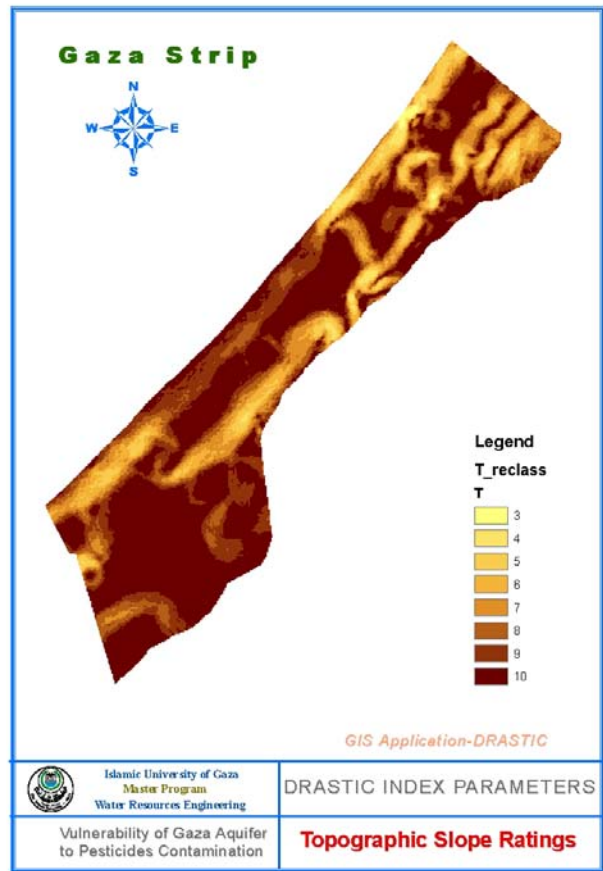 Gaza Strip
N
W E
S
Legend
T_reclass
T
3
4
5
6
7
8
9
10
GIS Application-DRASTIC
Islamic University of Gaza
Master Program
Water Resources Engineering
DRASTIC INDEX PARAMETERS
Vulnerability of Gaza Aquifer
to Pesticides Contamination
Topographic Slope Ratings